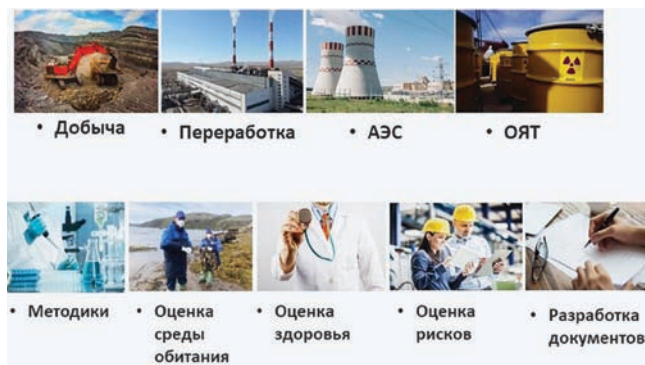 • Добыча
• Переработка
• АЭС
• ОЯТ
• Методики
• Оценка
среды
обитания
• Оценка
здоровья
• Оценка
рисков
• Разработка
документов